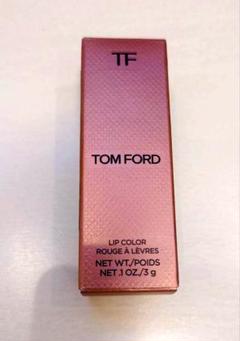 TF
TOM FORD
LIP COLOR
ROUGE À LÈVRES
NET WT./POIDS
NET .1 OZ./3 g